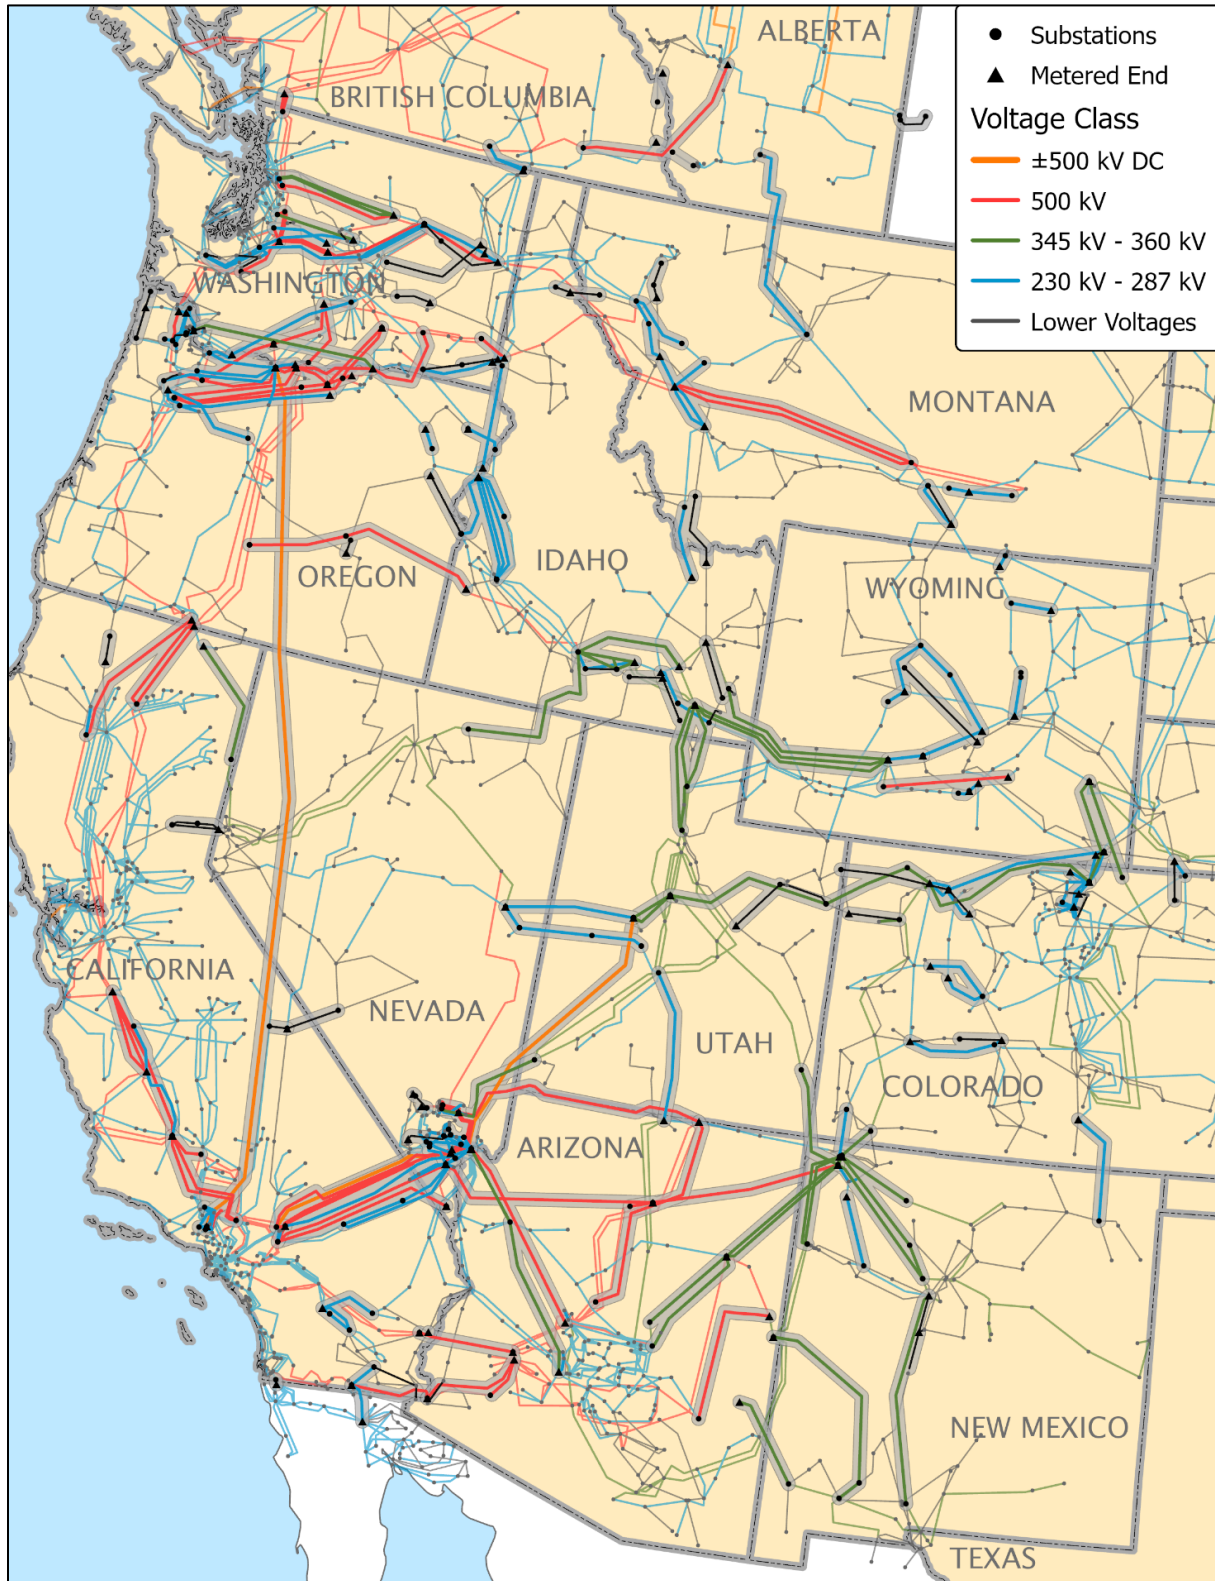 ALBERTA
Substations
Metered End
BRITISH COLUMBIA
Voltage Class
±500 kV DC
500 kV
345 kV - 360 kV
230 kV - 287 kV
Lower Voltages
WASHINGTON
MONTANA
OREGON
IDAHO
WYOMING
CALIFORNIA
NEVADA
UTAH
COLORADO
ARIZONA
NEW MEXICO
TEXAS